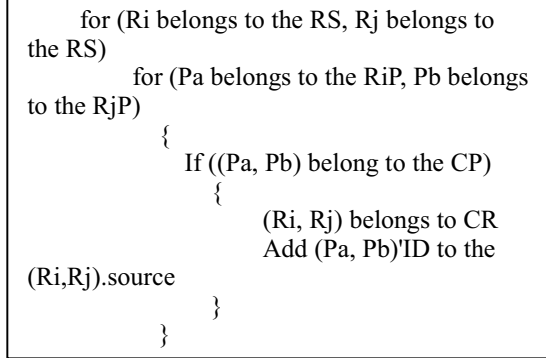 for (Ri belongs to the RS, Rj belongs to
the RS)
for (Pa belongs to the RiP, Pb belongs
to the RjP)
{
If ((Pa, Pb) belong to the CP)
{
(Ri, Rj) belongs to CR
Add (Pa, Pb)'ID to the
(Ri,Rj).source
}
}